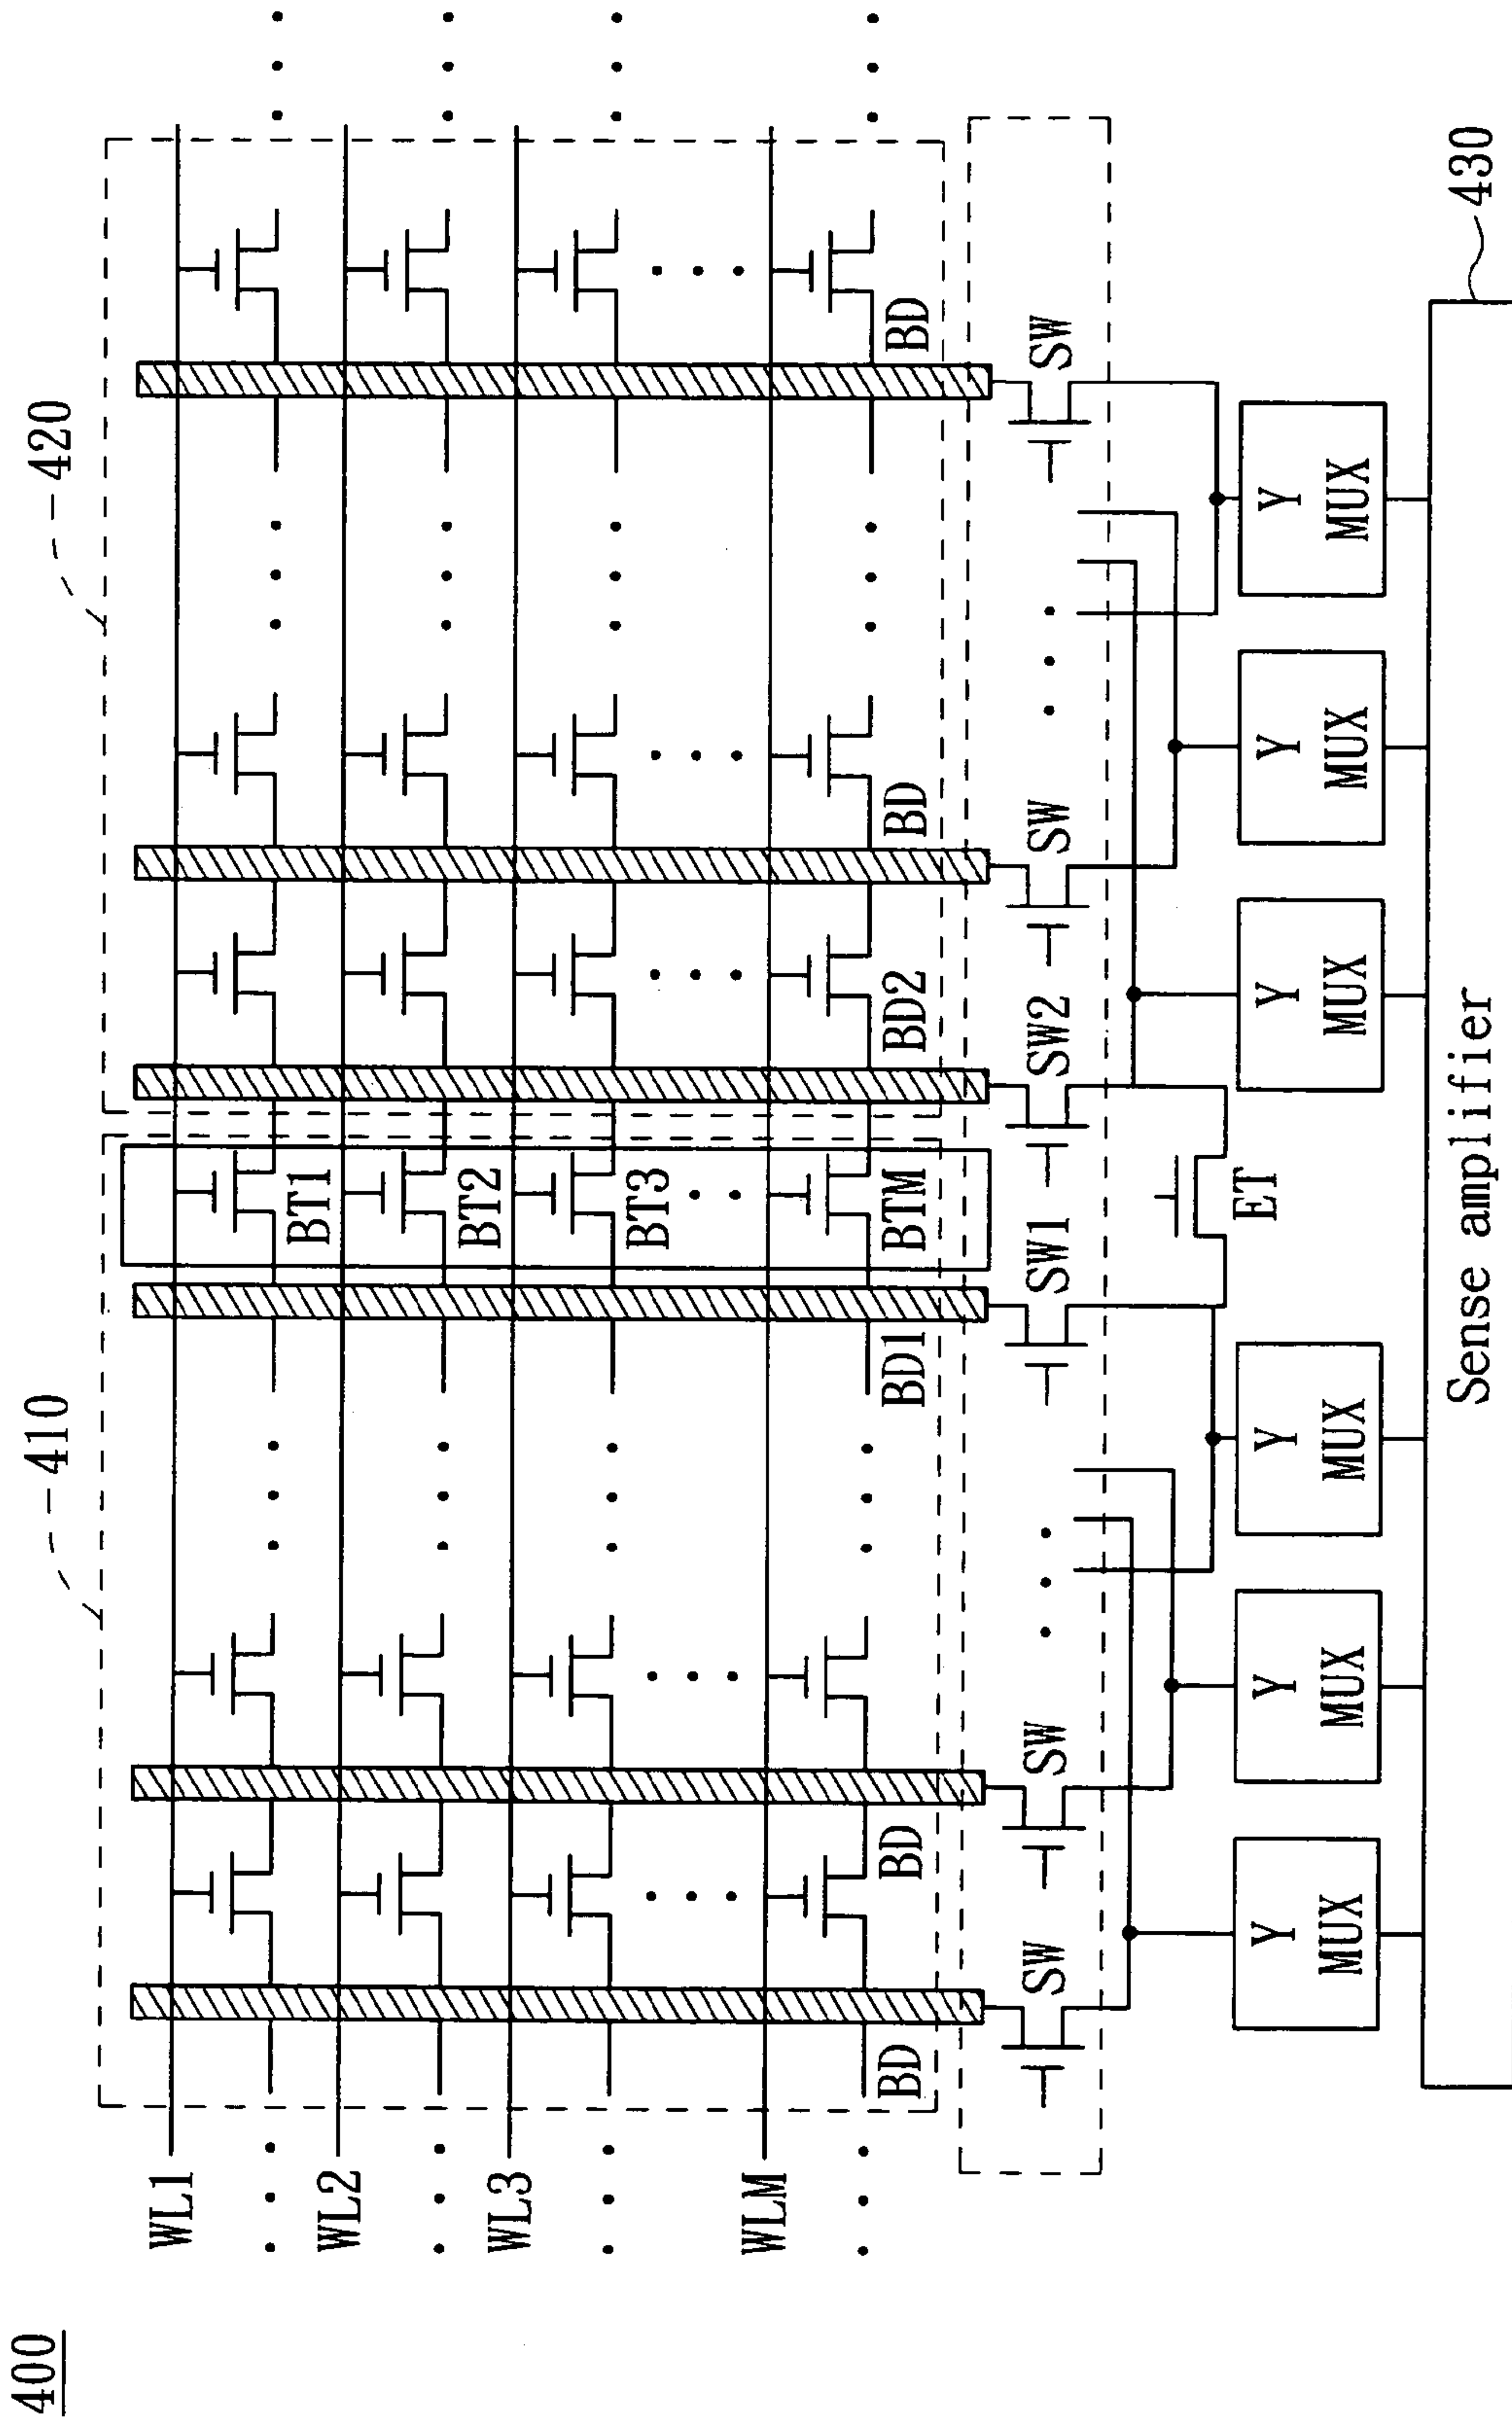 400
410
420
WL1
WL2
WL3
WLM
BT1
BT2
BT3
BTM
BD
BD
BD1
BD2
BD
BD
SW
SW
SW1
SW2
SW
SW
ET
Y
MUX
Y
MUX
Y
MUX
Y
MUX
Y
MUX
Y
MUX
Sense amplifier
430